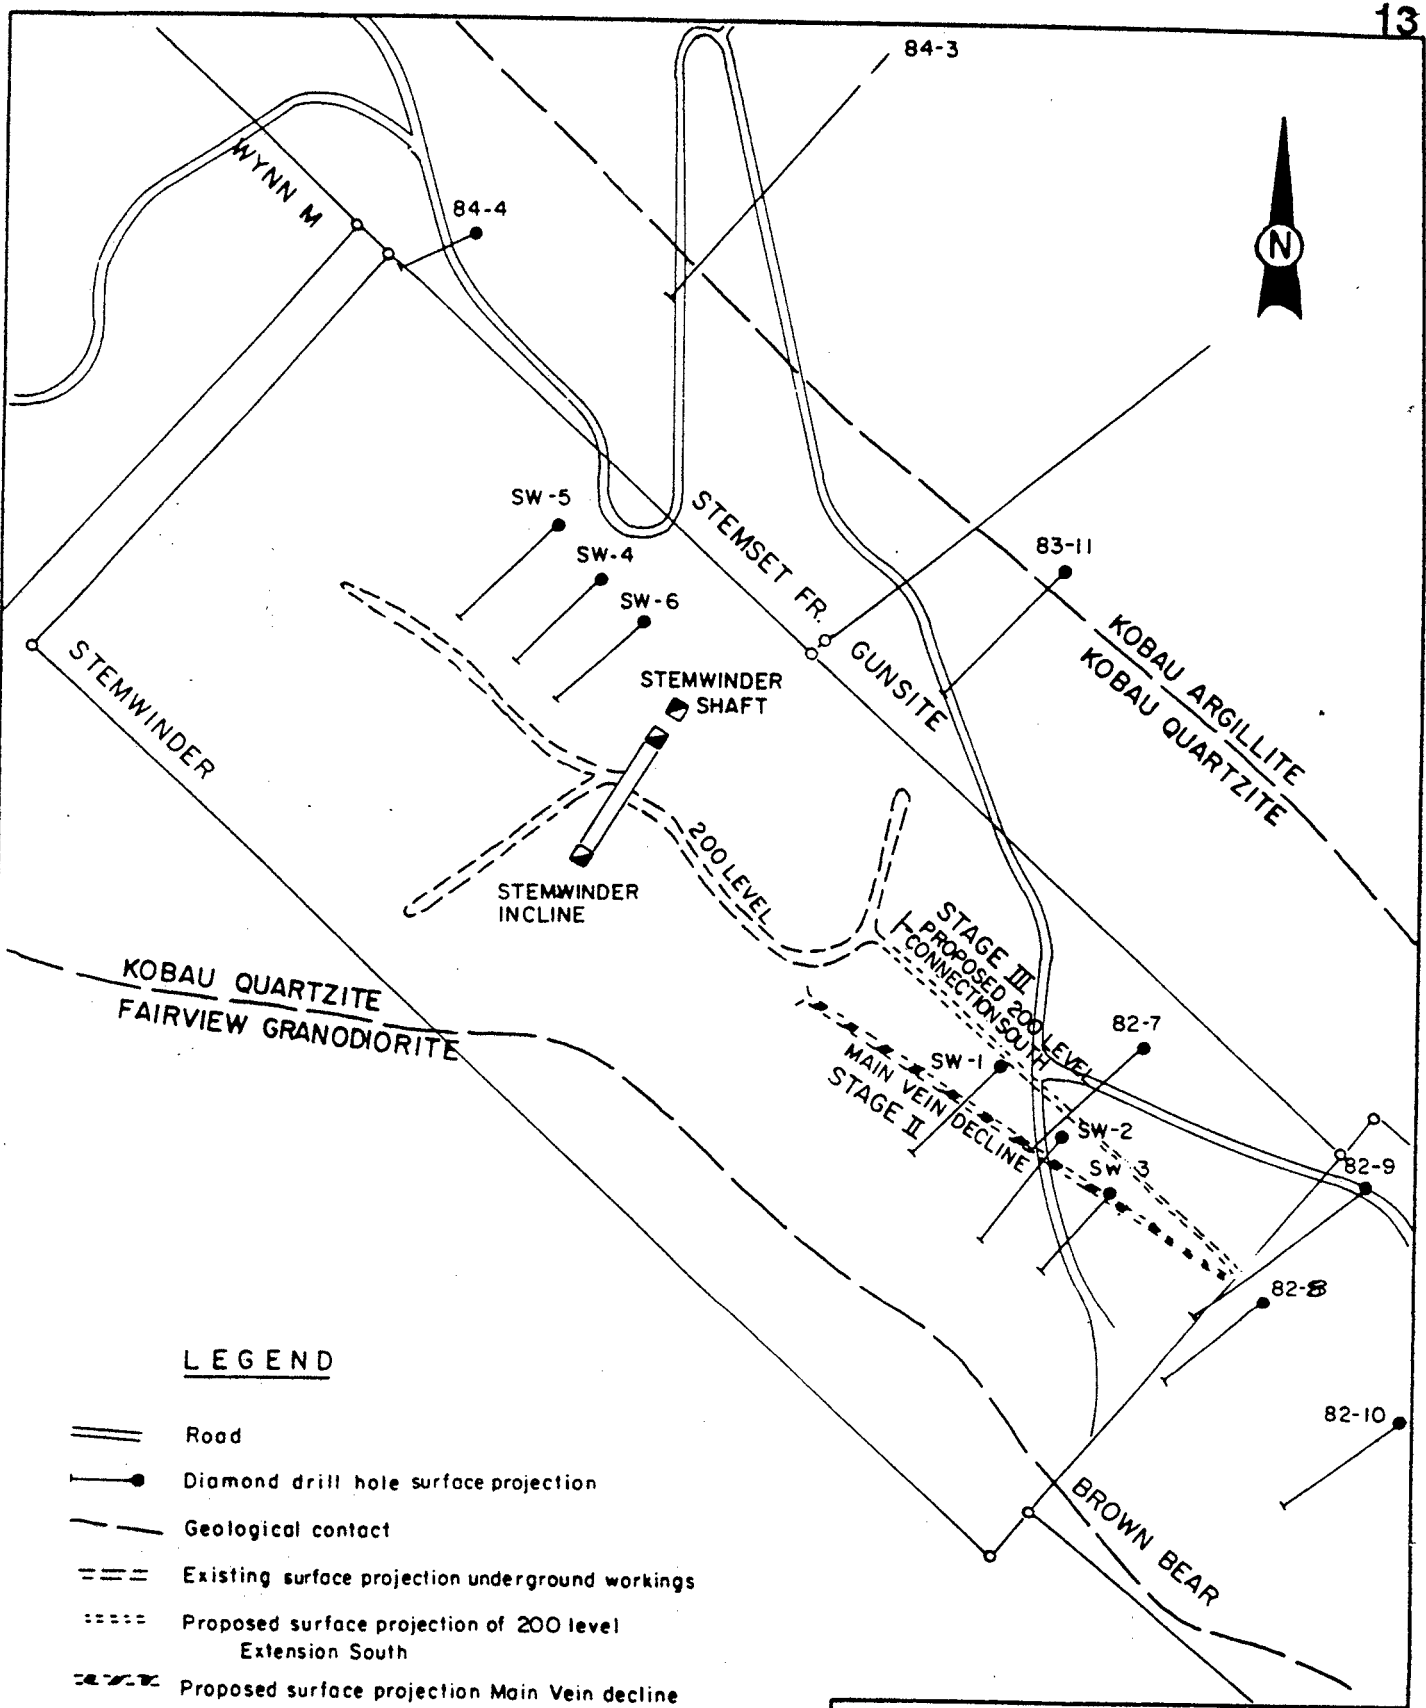 13
84-3
WYNN M
84-4
N
SW-5
SW-4
SW-6
STEMSET FR.
83-11
GUNSITE
KOBAU ARGILLITE
KOBAU QUARTZITE
STEMWINDER
STEMWINDER
SHAFT
200 LEVEL
STEMWINDER
INCLINE
STAGE III
PROPOSED 200 LEVEL
CONNECTION SOUTH
KOBAU QUARTZITE
FAIRVIEW GRANODIORITE
82-7
SW-1
MAIN VEIN DECLINE
STAGE II
SW-2
SW 3
82-9
82-8
82-10
BROWN BEAR
LEGEND
Road
Diamond drill hole surface projection
Geological contact
Existing surface projection underground workings
Proposed surface projection of 200 level
Extension South
Proposed surface projection Main Vein decline